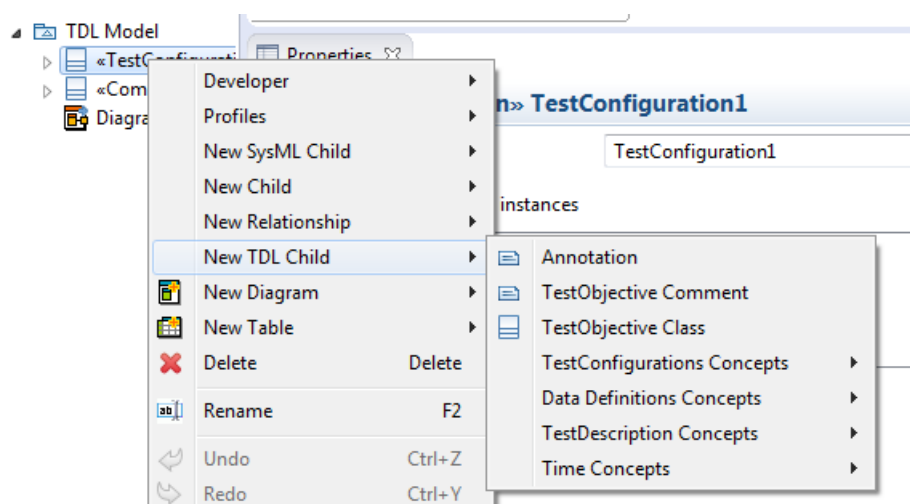 TDL Model
«TestConfigurati
Properties
«Com
Diagra
Developer
Profiles
New SysML Child
New Child
New Relationship
New TDL Child
New Diagram
New Table
Delete Delete
Rename F2
Undo Ctrl+Z
Redo Ctrl+Y
n» TestConfiguration1
TestConfiguration1
instances
Annotation
TestObjective Comment
TestObjective Class
TestConfigurations Concepts
Data Definitions Concepts
TestDescription Concepts
Time Concepts